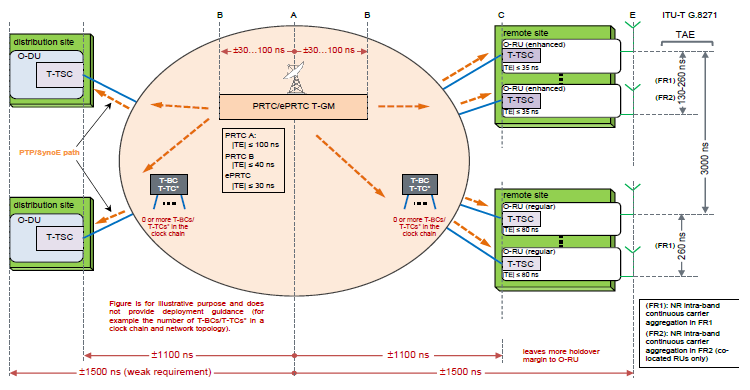 B
A
B
C
E
ITU-T G.8271
TAE
±30…100 ns
±30…100 ns
distribution site
O-DU
T-TSC
PRTC/ePRTC T-GM
PRTC A:
|TE| ≤ 100 ns
PRTC B
|TE| ≤ 40 ns
ePRTC
|TE| ≤ 30 ns
PTP/SyncE path
T-BC
T-TC*
0 or more T-BCs/
T-TCs* in the
clock chain
T-BC
T-TC*
0 or more T-BCs/
T-TCs* in the
clock chain
distribution site
O-DU
T-TSC
remote site
O-RU (enhanced)
T-TSC
|TE| ≤ 35 ns
O-RU (enhanced)
T-TSC
|TE| ≤ 35 ns
(FR1)
(FR2)
130-260 ns
3000 ns
remote site
O-RU (regular)
T-TSC
|TE| ≤ 80 ns
O-RU (regular)
T-TSC
|TE| ≤ 80 ns
(FR1)
260 ns
Figure is for illustrative purpose and does
not provide deployment guidance (for
example the number of T-BCs/T-TCs* in a
clock chain and network topology).
(FR1): NR intra-band
continuous carrier
aggregation in FR1
(FR2): NR intra-band
continuous carrier
aggregation in FR2 (co-
located RUs only)
leaves more holdover
margin to O-RU
±1100 ns
±1100 ns
±1500 ns (weak requirement)
±1500 ns